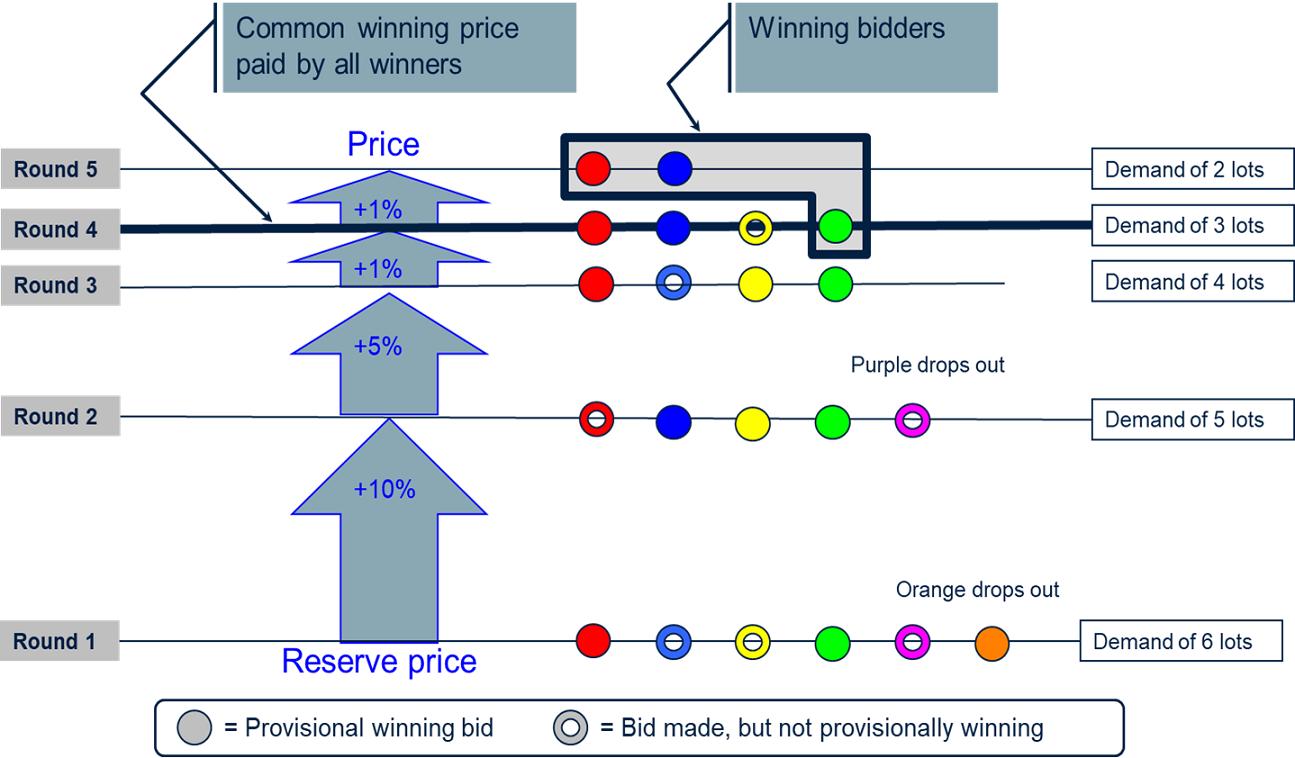 Common winning price
paid by all winners
Winning bidders
Price
Round 5
Demand of 2 lots
+1%
Round 4
Demand of 3 lots
+1%
Round 3
Demand of 4 lots
+5%
Purple drops out
Round 2
Demand of 5 lots
+10%
Orange drops out
Round 1
Demand of 6 lots
Reserve price
= Provisional winning bid
= Bid made, but not provisionally winning